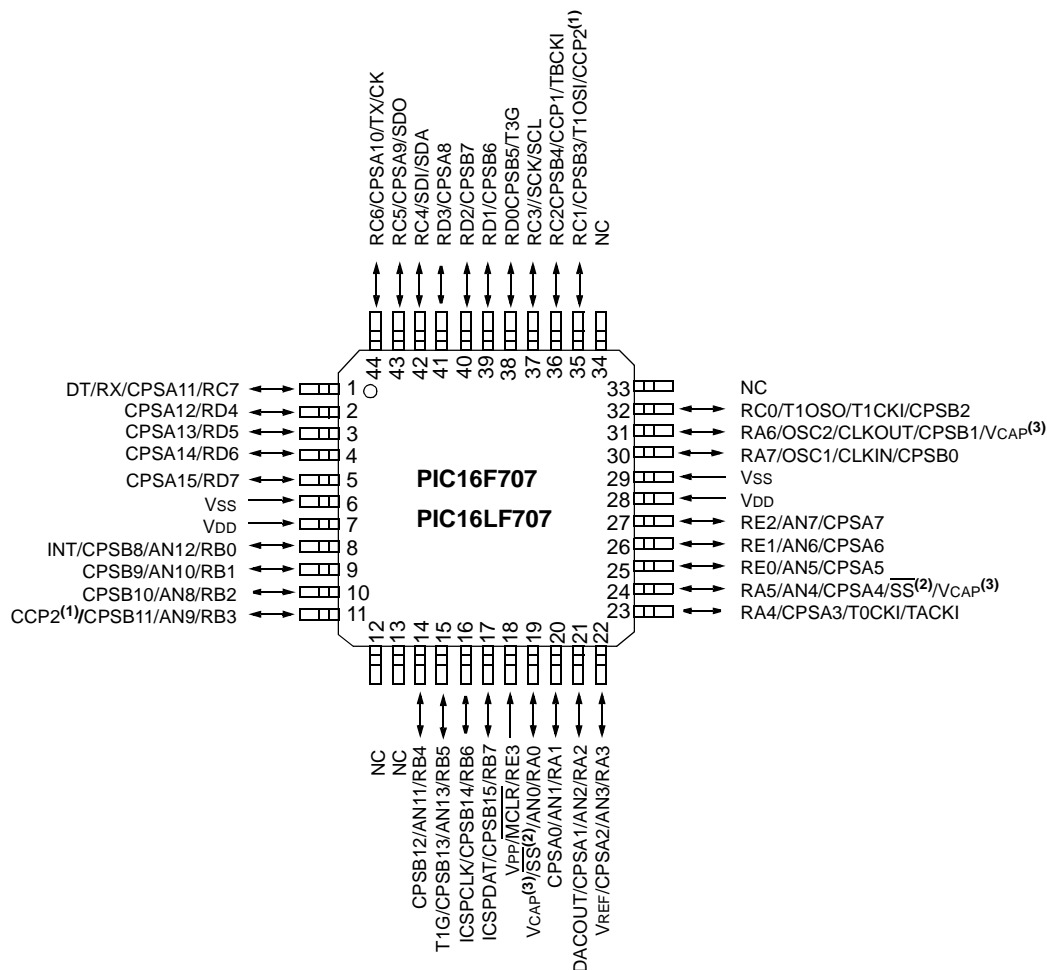 RC6/CPSA10/TX/CK
RC5/CPSA9/SDO
RC4/SDI/SDA
RD3/CPSA8
RD2/CPSB7
RD1/CPSB6
RD0CPSB5/T3G
RC3//SCK/SCL
RC2CPSB4/CCP1/TBCKI
RC1/CPSB3/T1OSI/CCP2(1)
NC
44
43
42
41
40
39
38
37
36
35
34
DT/RX/CPSA11/RC7 1
CPSA12/RD4 2
CPSA13/RD5 3
CPSA14/RD6 4
CPSA15/RD7 5
VSS 6
VDD 7
INT/CPSB8/AN12/RB0 8
CPSB9/AN10/RB1 9
CPSB10/AN8/RB2 10
CCP2(1)/CPSB11/AN9/RB3 11
PIC16F707
PIC16LF707
33 NC
32 RC0/T1OSO/T1CKI/CPSB2
31 RA6/OSC2/CLKOUT/CPSB1/VCAP(3)
30 RA7/OSC1/CLKIN/CPSB0
29 VSS
28 VDD
27 RE2/AN7/CPSA7
26 RE1/AN6/CPSA6
25 RE0/AN5/CPSA5
24 RA5/AN4/CPSA4/SS(2)/VCAP(3)
23 RA4/CPSA3/T0CKI/TACKI
12
13
14
15
16
17
18
19
20
21
22
NC
NC
CPSB12/AN11/RB4
T1G/CPSB13/AN13/RB5
ICSPCLK/CPSB14/RB6
ICSPDAT/CPSB15/RB7
VPP/MCLR/RE3
VCAP(3)/SS(2)/AN0/RA0
CPSA0/AN1/RA1
DACOUT/CPSA1/AN2/RA2
VREF/CPSA2/AN3/RA3